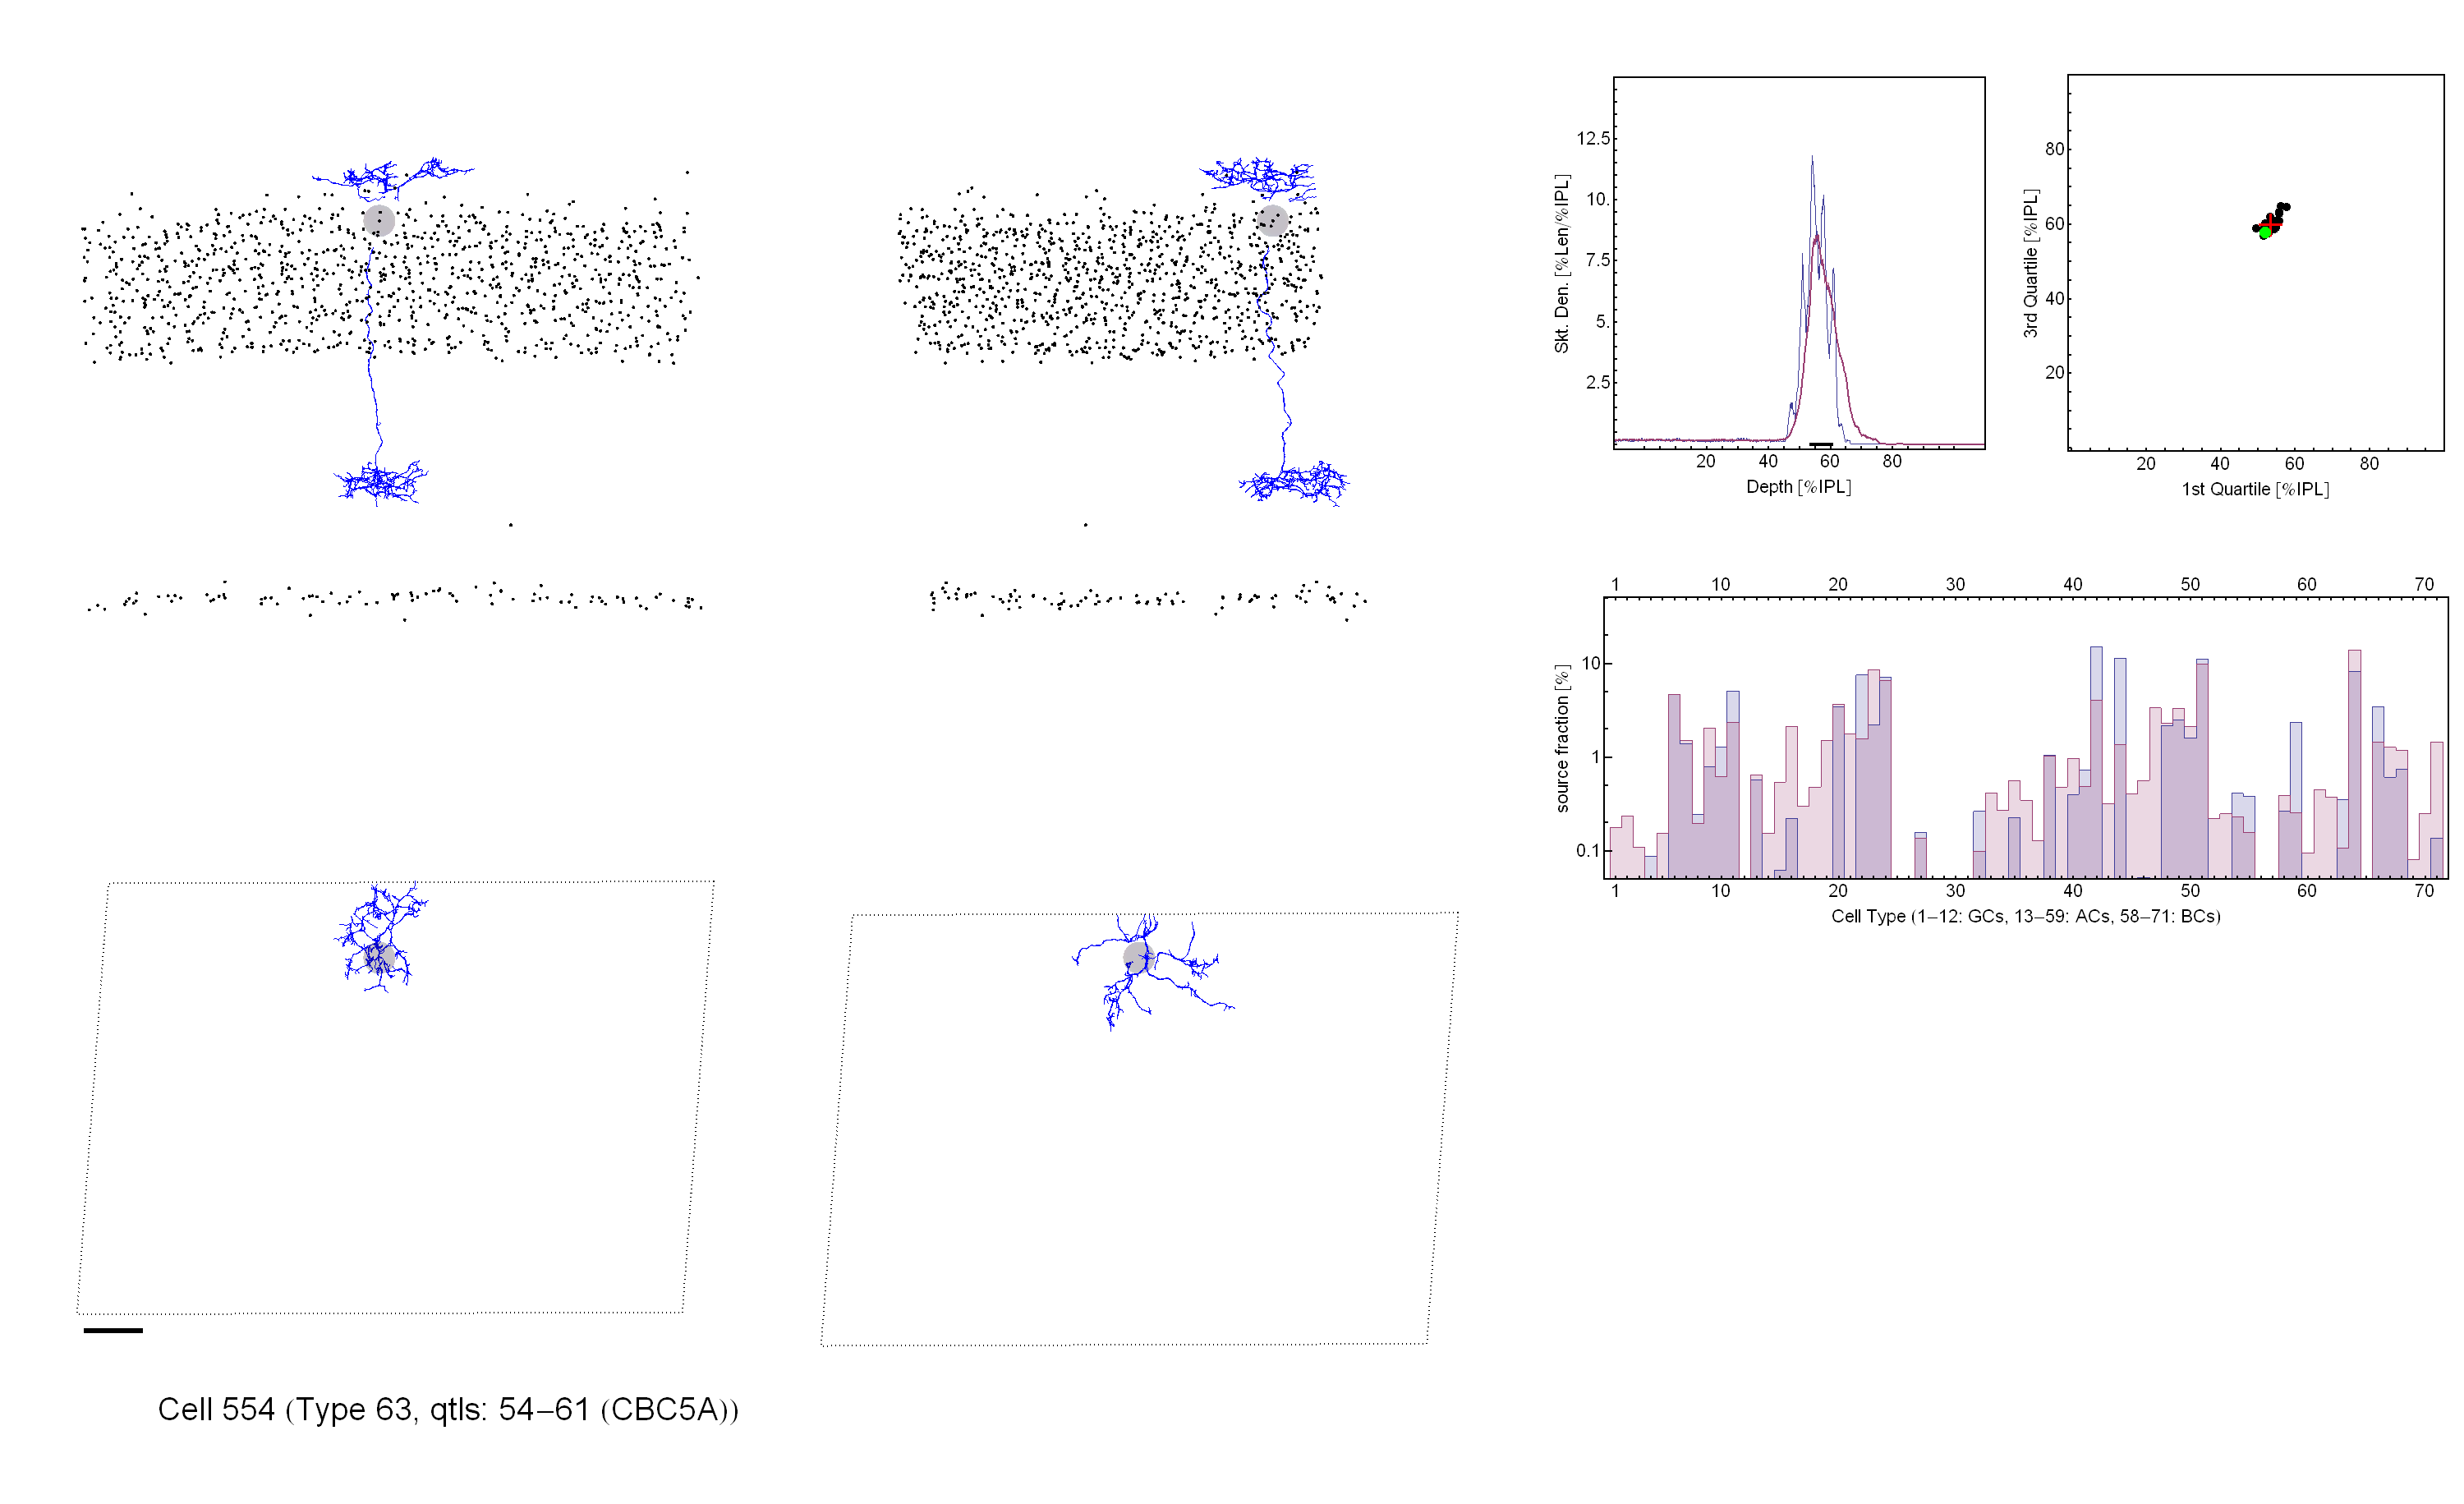 12.5
10.
7.5
5.
2.5
Skt. Den. [%Len/%IPL]
20 40 60 80
Depth [%IPL]
80
60
40
20
3rd Quartile [%IPL]
20 40 60 80
1st Quartile [%IPL]
1 10 20 30 40 50 60 70
10
1
0.1
source fraction [%]
1 10 20 30 40 50 60 70
Cell Type (1–12: GCs, 13–59: ACs, 58–71: BCs)
Cell 554 (Type 63, qtls: 54–61 (CBC5A))